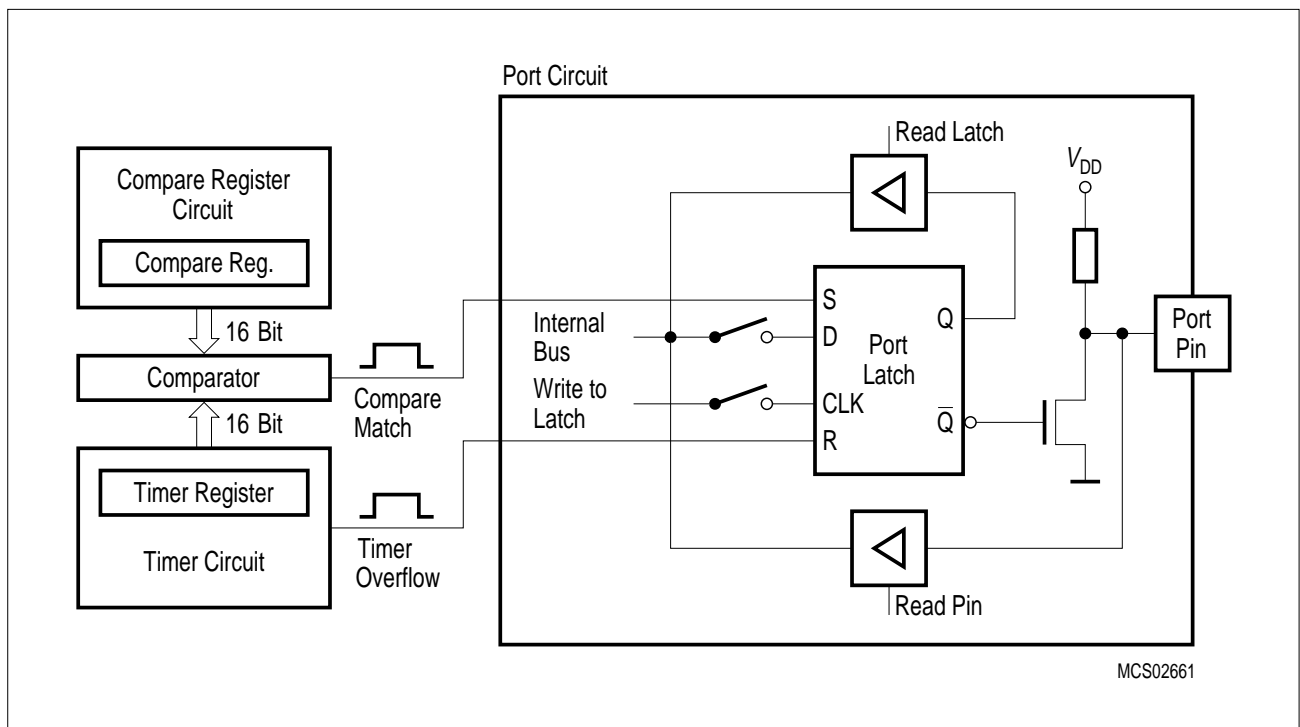 Port Circuit
Compare Register
Circuit
Compare Reg.
16 Bit
Comparator
16 Bit
Timer Register
Timer Circuit
Compare
Match
Timer
Overflow
Internal
Bus
Write to
Latch
Read Latch
S
D
CLK
R
Port
Latch
Q
Q̅
Read Pin
VDD
Port
Pin
MCS02661